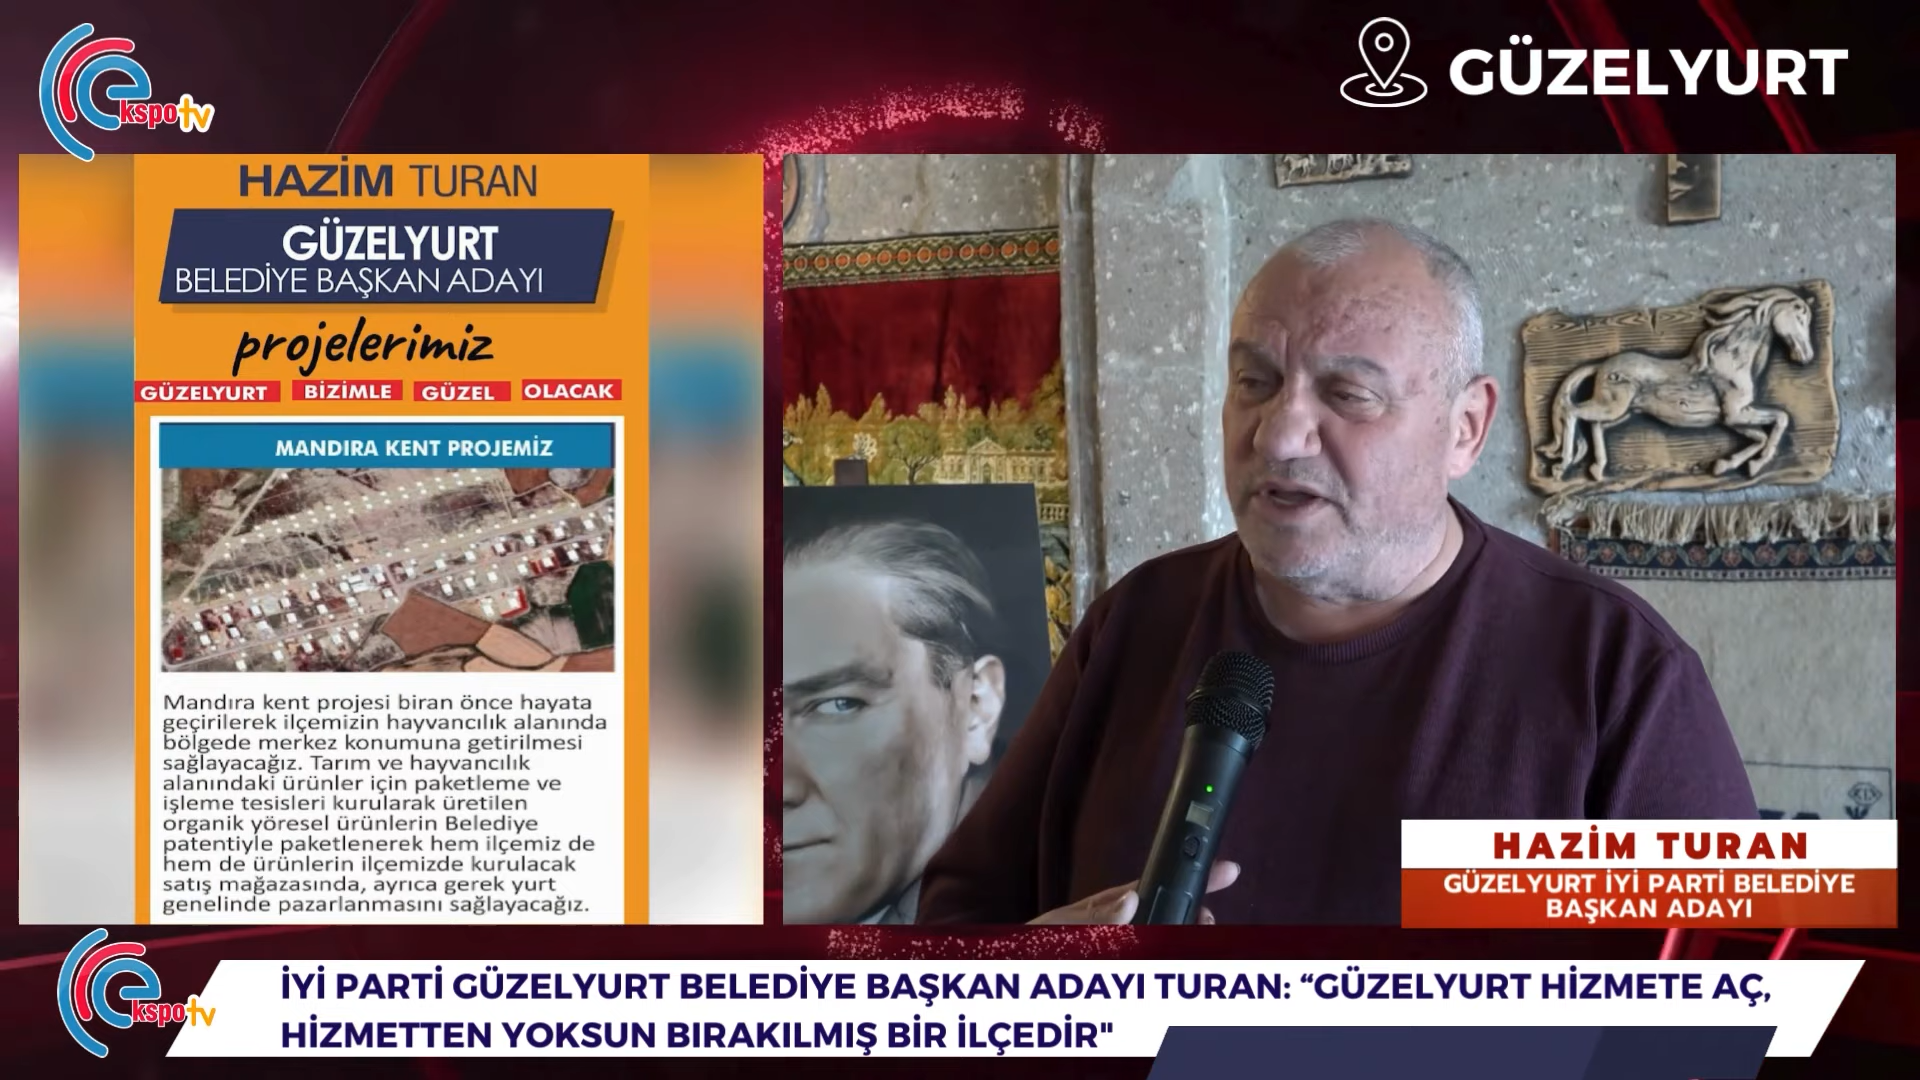 ekspo tv
GÜZELYURT
HAZİM TURAN
GÜZELYURT
BELEDİYE BAŞKAN ADAYI
projelerimiz
GÜZELYURT BİZİMLE GÜZEL OLACAK
MANDIRA KENT PROJEMİZ
Mandıra kent projesi biran önce hayata
geçirilerek ilçemizin hayvancılık alanında
bölgede merkez konumuna getirilmesi
sağlayacağız. Tarım ve hayvancılık
alanındaki ürünler için paketleme ve
işleme tesisleri kurularak üretilen
organik yöresel ürünlerin Belediye
patentiyle paketlenerek hem ilçemiz de
hem de ürünlerin ilçemizde kurulacak
satış mağazasında, ayrıca gerek yurt
genelinde pazarlanmasını sağlayacağız.
HAZİM TURAN
GÜZELYURT İYİ PARTİ BELEDİYE
BAŞKAN ADAYI
ekspo tv
İYİ PARTİ GÜZELYURT BELEDİYE BAŞKAN ADAYI TURAN: “GÜZELYURT HİZMETE AÇ,
HİZMETTEN YOKSUN BIRAKILMIŞ BİR İLÇEDİR"